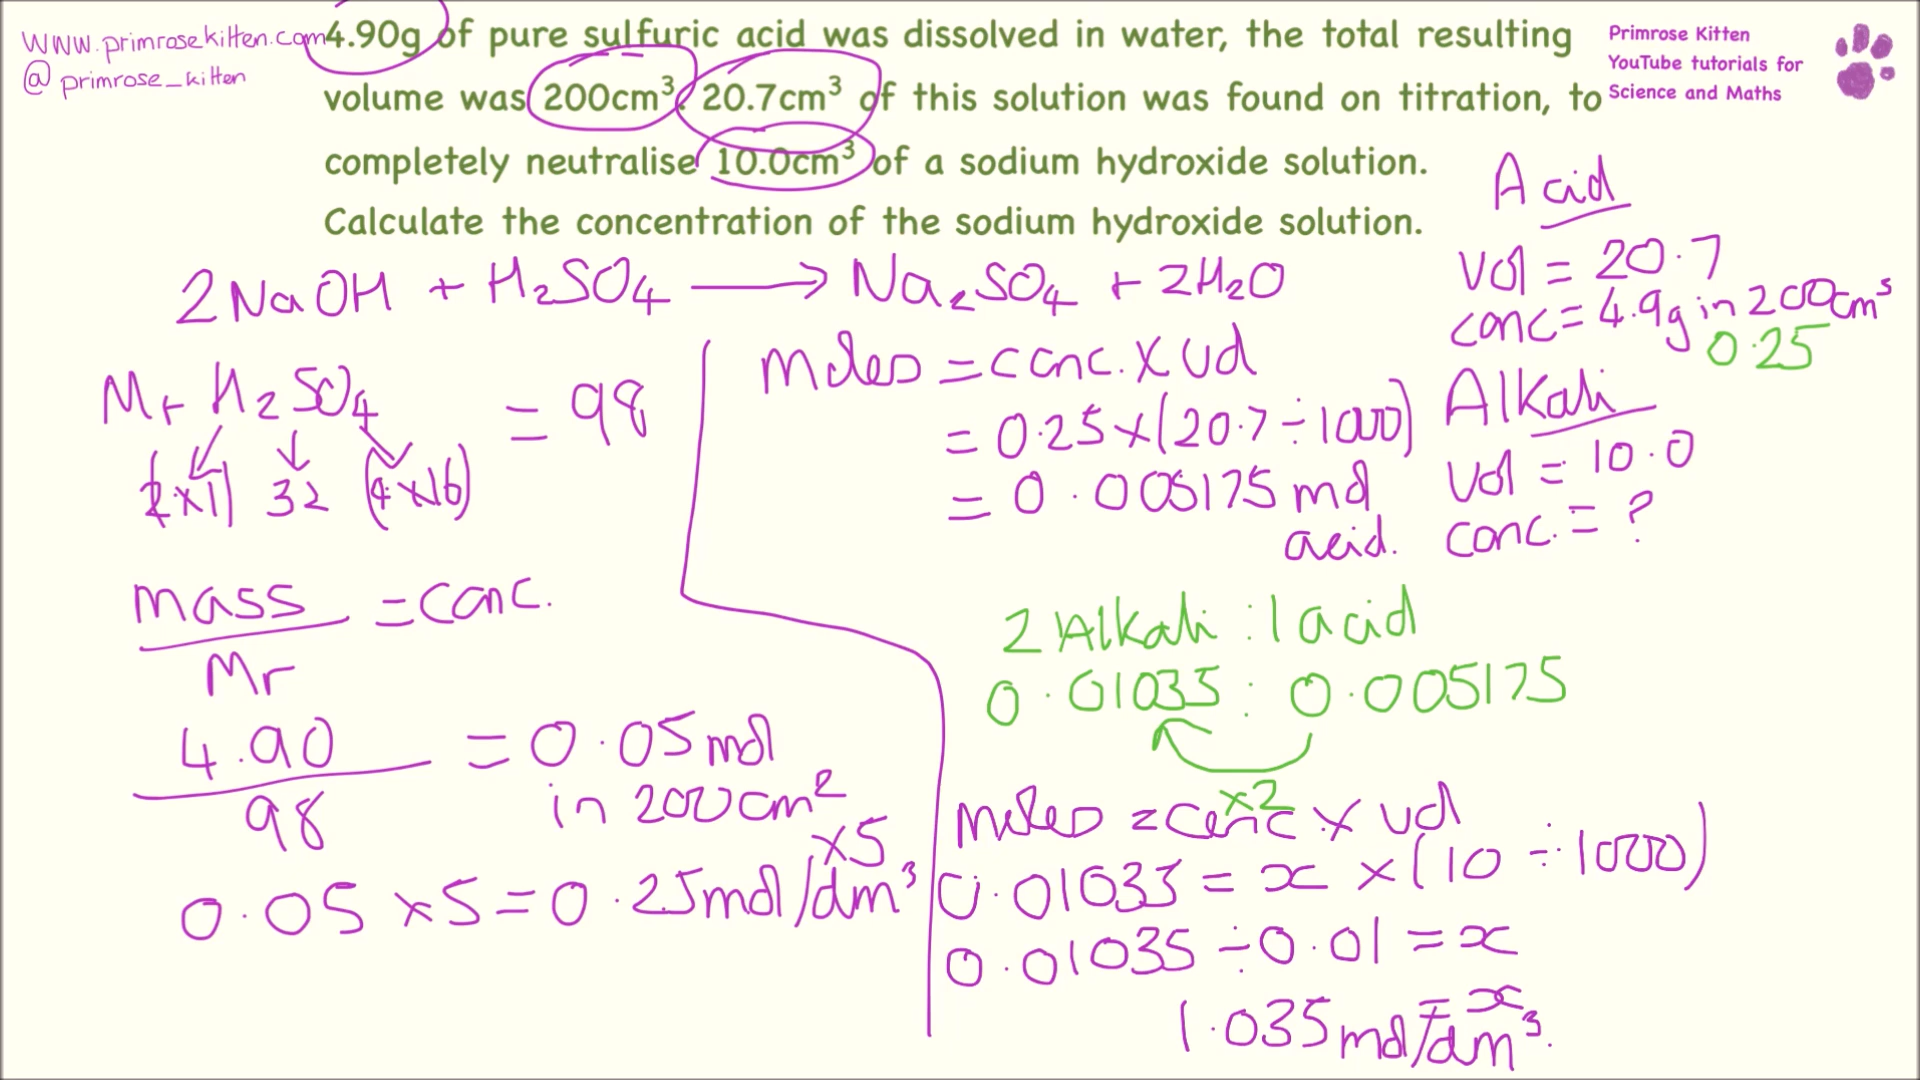 www.primrosekitten.com
@primrose_kitten
4.90g of pure sulfuric acid was dissolved in water, the total resulting
volume was 200cm³. 20.7cm³ of this solution was found on titration, to
completely neutralise 10.0cm³ of a sodium hydroxide solution.
Calculate the concentration of the sodium hydroxide solution.
Primrose Kitten
YouTube tutorials for
Science and Maths
2NaOH + H₂SO₄ ⟶ Na₂SO₄ + 2H₂O
Mr H₂SO₄ = 98
(2×1) 32 (4×16)
mass = conc.
Mr
4.90 = 0.05mol
98
in 200cm²
×5
0.05 ×5 = 0.25mol/dm³
moles = conc. × vol
= 0.25×(20.7÷1000)
= 0.005175 mol
acid.
Acid
vol = 20.7
conc = 4.9g in 200cm³
0.25
Alkali
vol = 10.0
conc. = ?
2 Alkali : 1 acid
0.01035 : 0.005175
×2
moles = conc × vol
0.01035 = x × (10 ÷ 1000)
0.01035 ÷ 0.01 = x
= x
1.035mol/dm³.